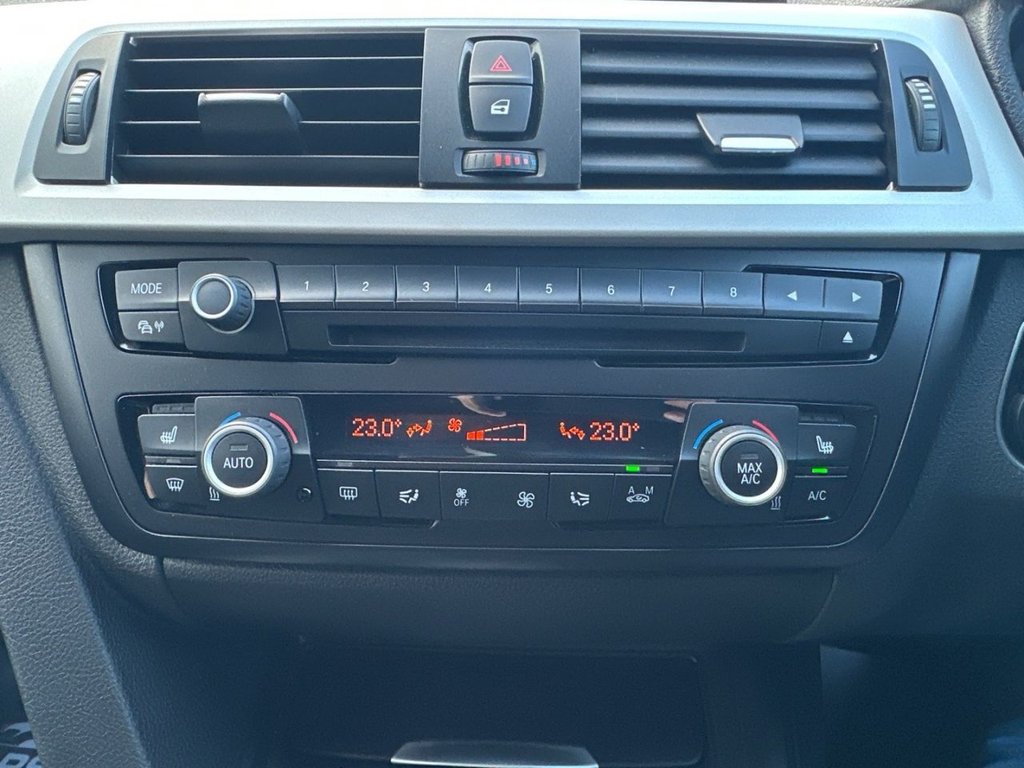 MODE 1 2 3 4 5 6 7 8
23.0° 23.0°
AUTO MAX
A/C
OFF A M A/C